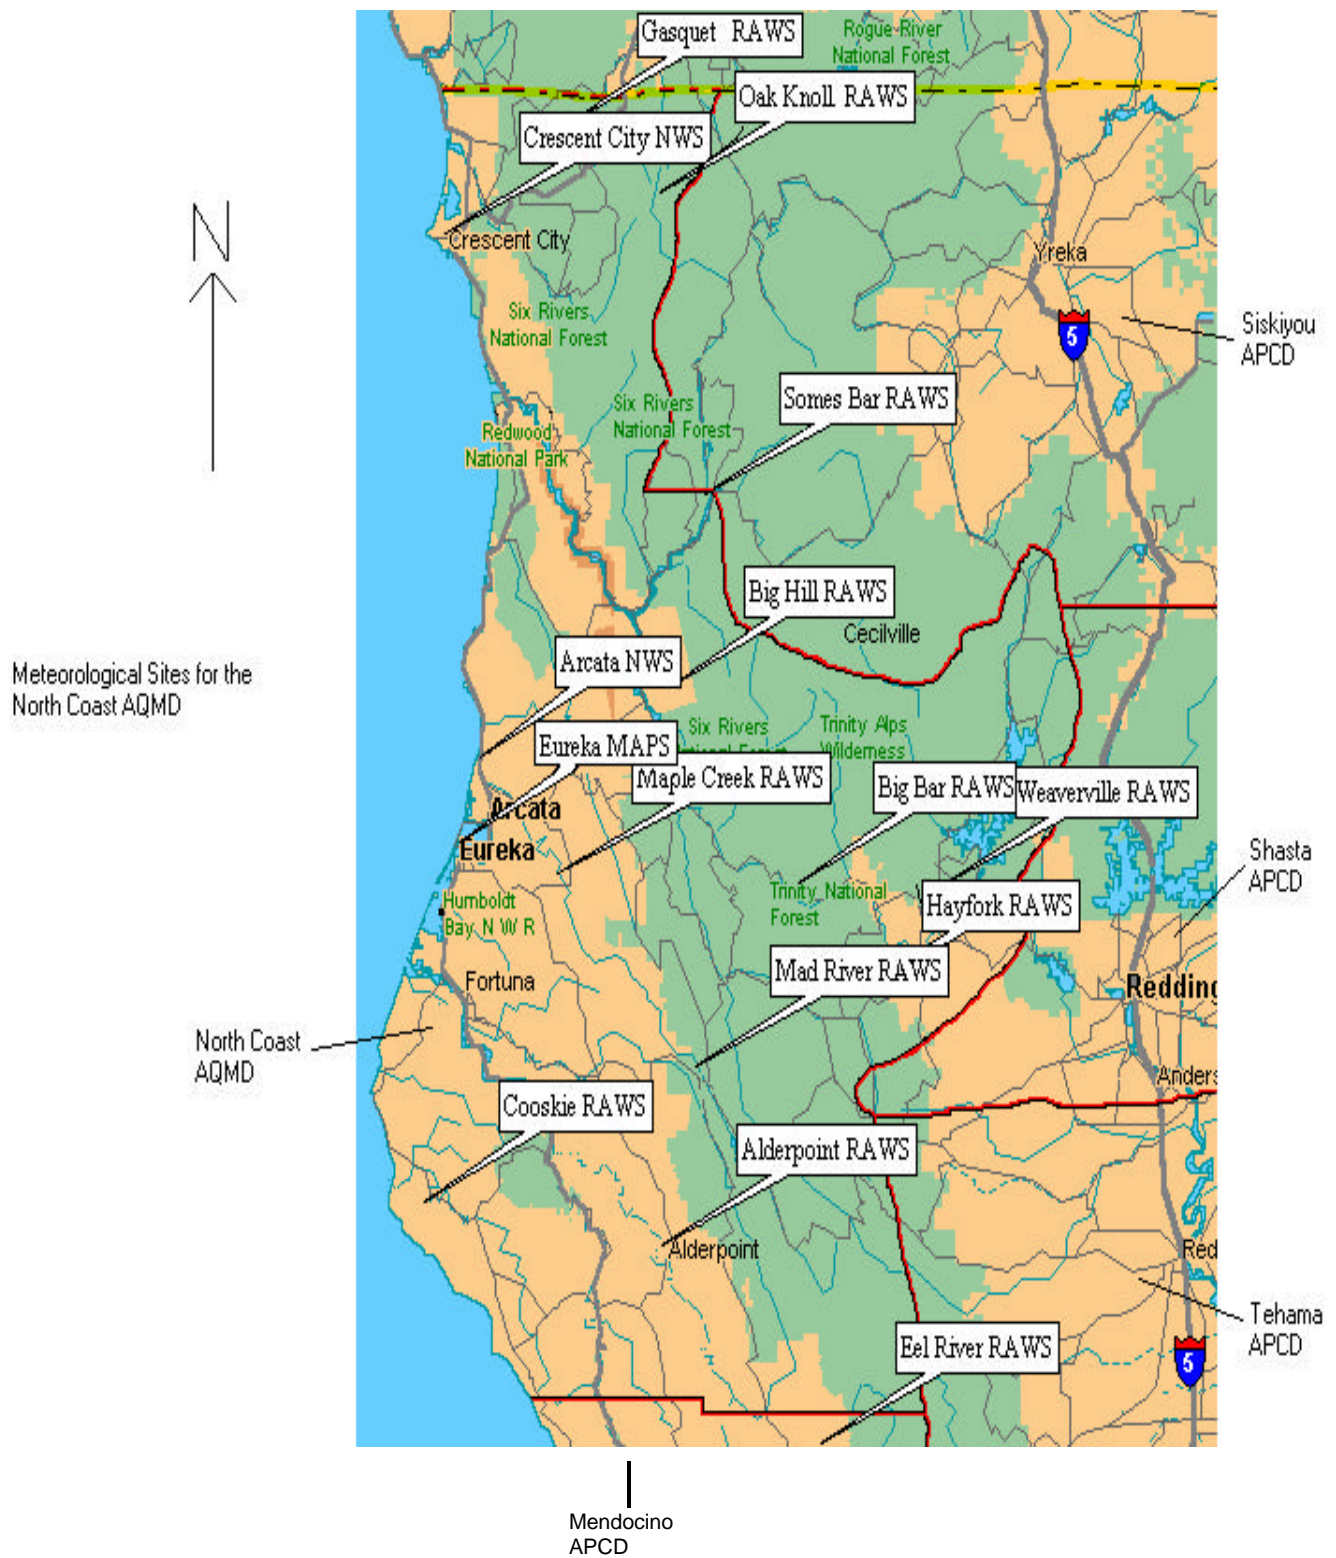 Gasquet RAWS
Rogue River
National Forest
Oak Knoll RAWS
Crescent City NWS
N
Crescent City
Yreka
Six Rivers
National Forest
5
Siskiyou
APCD
Somes Bar RAWS
Six Rivers
National Forest
Redwood
National Park
Big Hill RAWS
Cecilville
Arcata NWS
Meteorological Sites for the
North Coast AQMD
Six Rivers
Trinity Alps
Wilderness
Eureka MAPS
Maple Creek RAWS
Big Bar RAWS
Weaverville RAWS
Arcata
Eureka
Shasta
APCD
Trinity National
Forest
Hayfork RAWS
Humboldt
Bay N W R
Mad River RAWS
Fortuna
Redding
North Coast
AQMD
Anders
Cooskie RAWS
Alderpoint RAWS
Alderpoint
Red
Tehama
APCD
Eel River RAWS
5
Mendocino
APCD